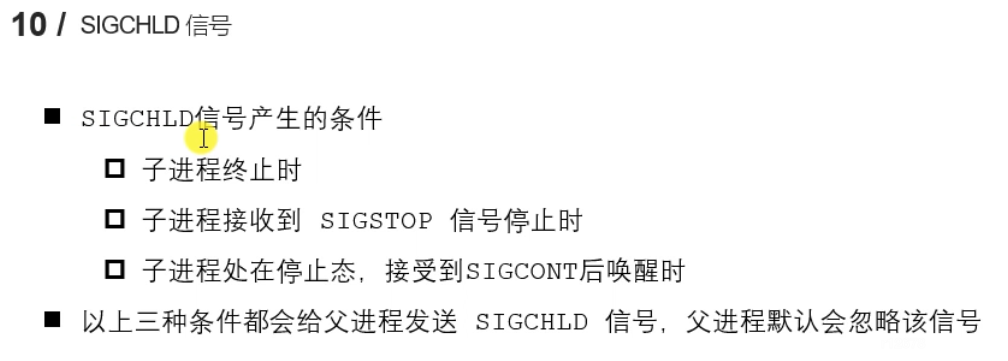 10 / SIGCHLD 信号
SIGCHLD信号产生的条件
子进程终止时
子进程接收到 SIGSTOP 信号停止时
子进程处在停止态，接受到SIGCONT后唤醒时
以上三种条件都会给父进程发送 SIGCHLD 信号，父进程默认会忽略该信号